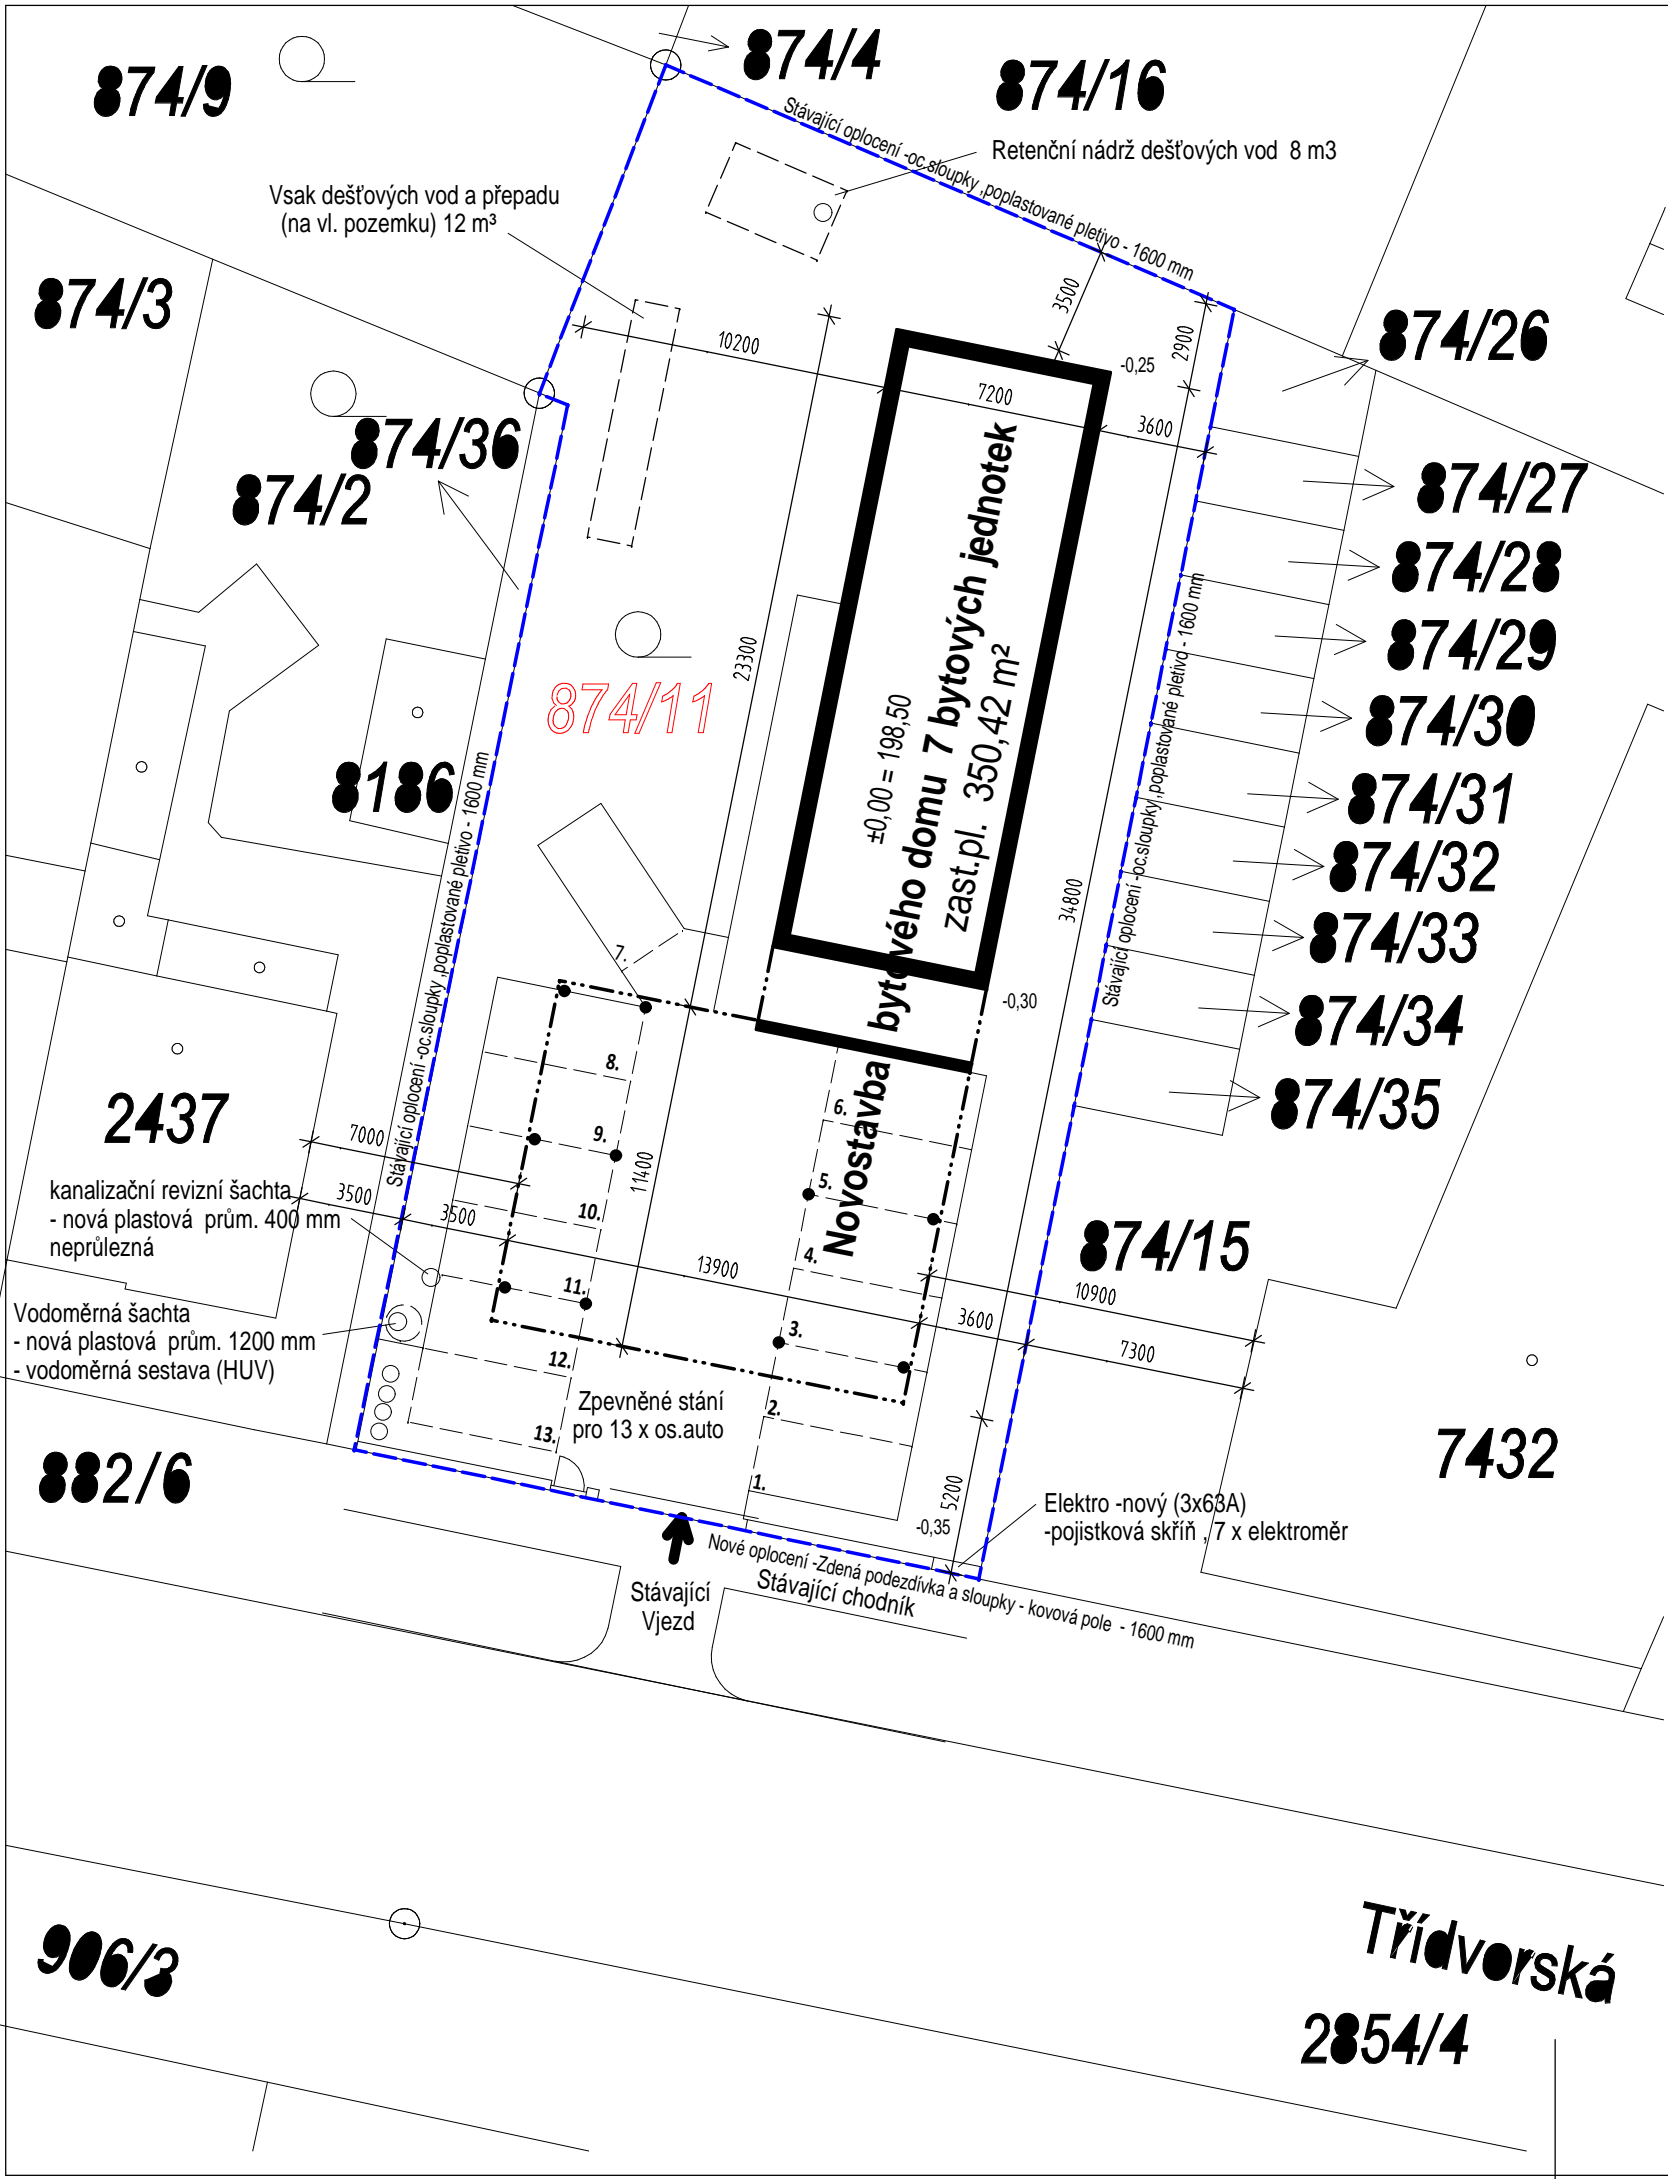 874/4
874/9
874/16
Stávající oplocení -oc.sloupky ,poplastované pletivo - 1600 mm
Retenční nádrž dešťových vod  8 m3
Vsak dešťových vod a přepadu
(na vl. pozemku) 12 m³
874/3
3500
2900
874/26
10200
-0,25
7200
3600
874/36
874/2
874/27
874/28
874/29
874/30
874/31
874/32
874/33
874/34
874/35
23300
874/11
8186
±0,00 = 198,50
Novostavba bytového domu 7 bytových jednotek
zast.pl. 350,42 m²
Stávající oplocení -oc.sloupky ,poplastované pletivo - 1600 mm
Stávající oplocení -oc.sloupky ,poplastované pletivo - 1600 mm
34800
-0,30
7.
8.
9.
10.
11.
12.
13.
6.
5.
4.
3.
2.
1.
2437
7000
3500
3500
11400
13900
kanalizační revizní šachta
- nová plastová  prům. 400 mm
neprůlezná
874/15
10900
3600
7300
Vodoměrná šachta
- nová plastová  prům. 1200 mm
- vodoměrná sestava (HUV)
Zpevněné stání
pro 13 x os.auto
7432
882/6
5200
-0,35
Elektro -nový (3x63A)
-pojistková skříň , 7 x elektroměr
Nové oplocení -Zdená podezdívka a sloupky - kovová pole  - 1600 mm
Stávající chodník
Stávající
Vjezd
906/3
Třídvorská
2854/4